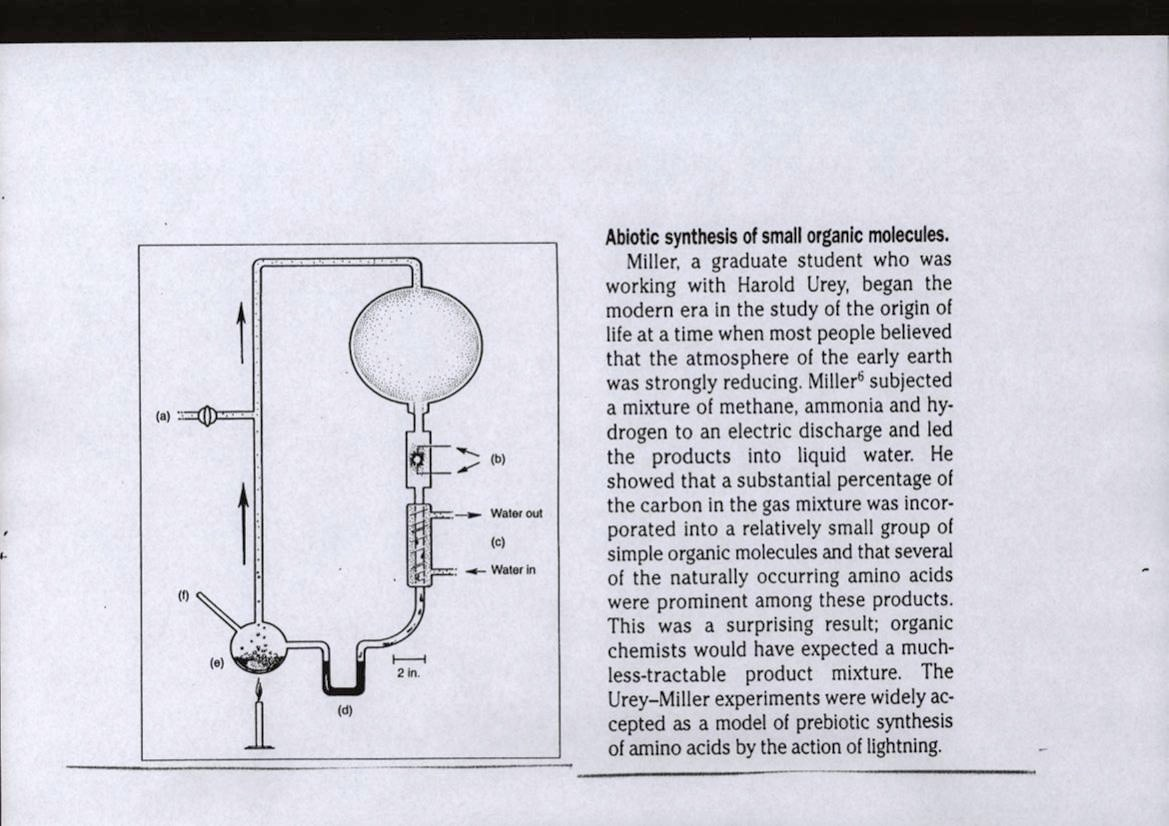 (a)
(b)
Water out
(c)
Water in
(f)
(e)
2 in.
(d)
Abiotic synthesis of small organic molecules.
Miller, a graduate student who was
working with Harold Urey, began the
modern era in the study of the origin of
life at a time when most people believed
that the atmosphere of the early earth
was strongly reducing. Miller⁶ subjected
a mixture of methane, ammonia and hy-
drogen to an electric discharge and led
the products into liquid water. He
showed that a substantial percentage of
the carbon in the gas mixture was incor-
porated into a relatively small group of
simple organic molecules and that several
of the naturally occurring amino acids
were prominent among these products.
This was a surprising result; organic
chemists would have expected a much-
less-tractable product mixture. The
Urey–Miller experiments were widely ac-
cepted as a model of prebiotic synthesis
of amino acids by the action of lightning.